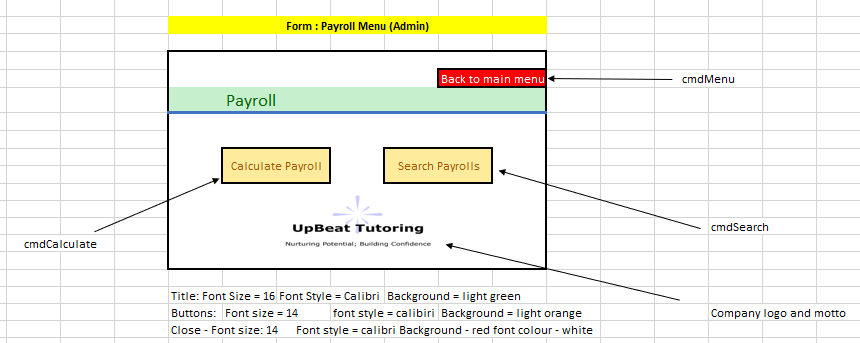 Form : Payroll Menu (Admin)
Back to main menu
cmdMenu
Payroll
Calculate Payroll
Search Payrolls
UpBeat Tutoring
cmdSearch
Nurturing Potential; Building Confidence
cmdCalculate
Title: Font Size = 16 Font Style = Calibri Background = light green
Buttons: Font size = 14 font style = calibiri Background = light orange
Company logo and motto
Close - Font size: 14 Font style = calibri Background - red font colour - white